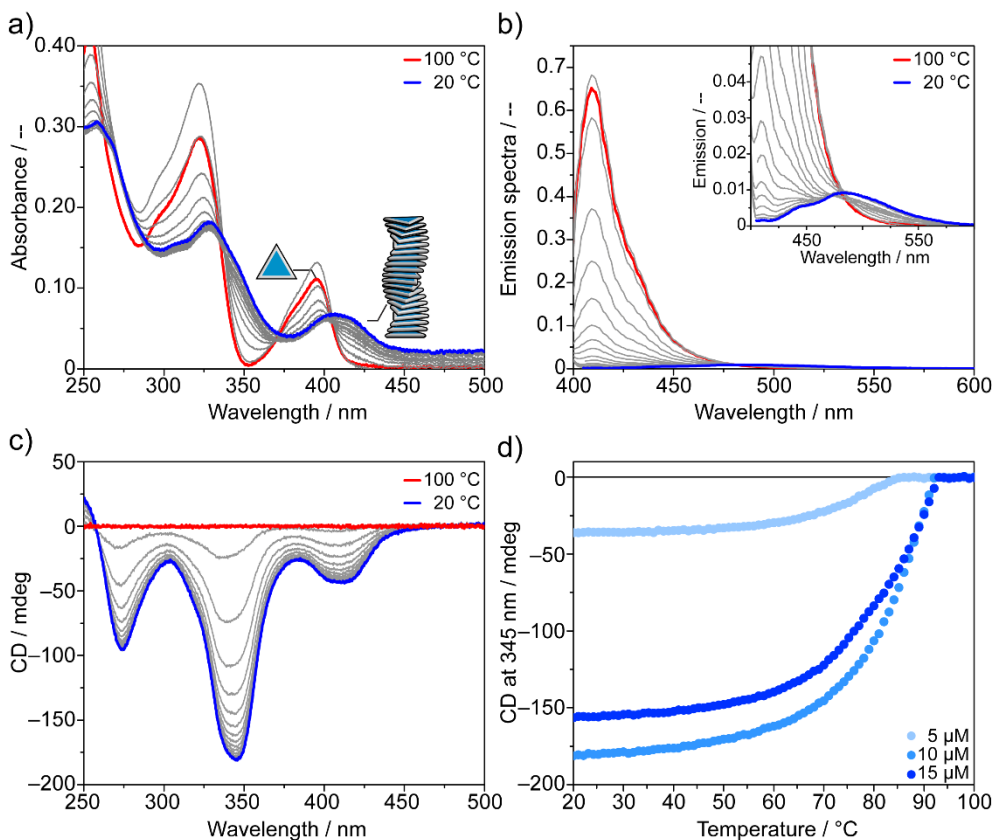 a)
100 °C
20 °C
Absorbance / --
0.40
0.30
0.20
0.10
0
250 300 350 400 450 500
Wavelength / nm
b)
100 °C
20 °C
Emission spectra / --
0.7
0.6
0.5
0.4
0.3
0.2
0.1
0
400 450 500 550 600
Wavelength / nm
Emission / --
0.04
0.03
0.02
0.01
0
450 550
Wavelength / nm
c)
100 °C
20 °C
CD / mdeg
50
0
−50
−100
−150
−200
250 300 350 400 450 500
Wavelength / nm
d)
CD at 345 nm / mdeg
0
−50
−100
−150
−200
5 µM
10 µM
15 µM
20 30 40 50 60 70 80 90 100
Temperature / °C